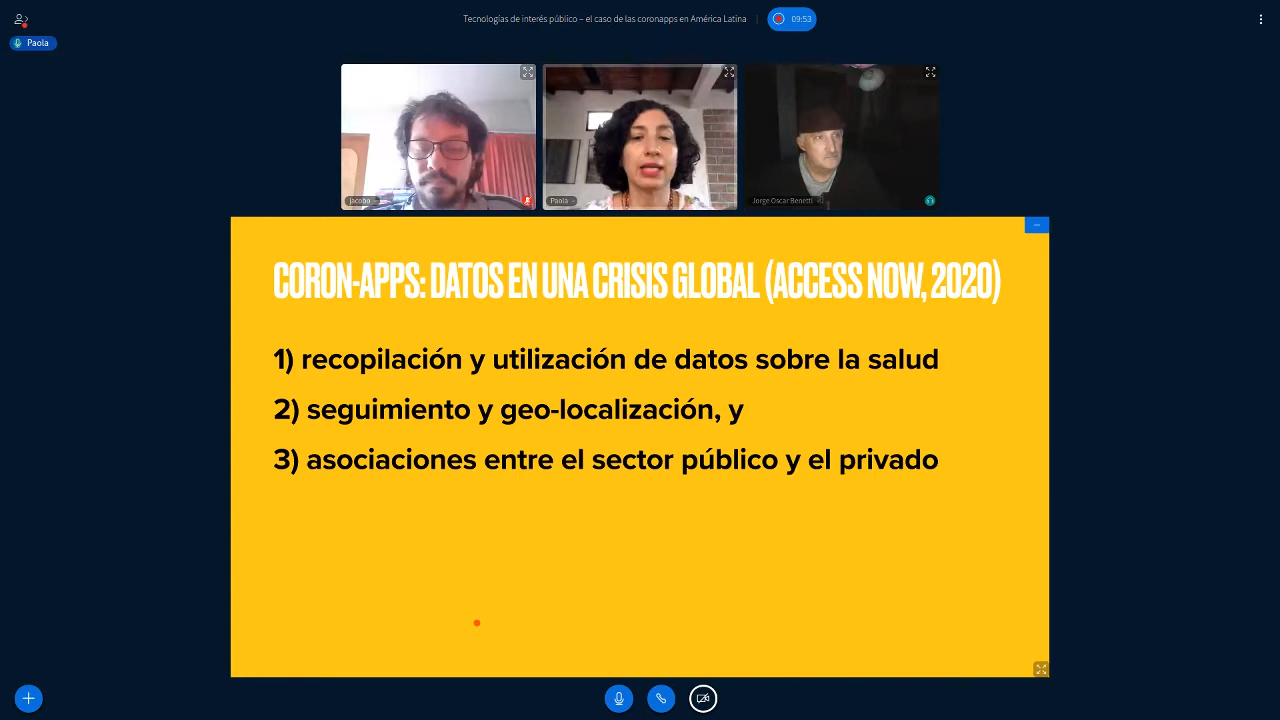 Tecnologías de interés público – el caso de las coronapps en América Latina
09:53
Paola
Jacobo
Paola
Jorge Oscar Benetti
CORON-APPS: DATOS EN UNA CRISIS GLOBAL (ACCESS NOW, 2020)
1) recopilación y utilización de datos sobre la salud
2) seguimiento y geo-localización, y
3) asociaciones entre el sector público y el privado